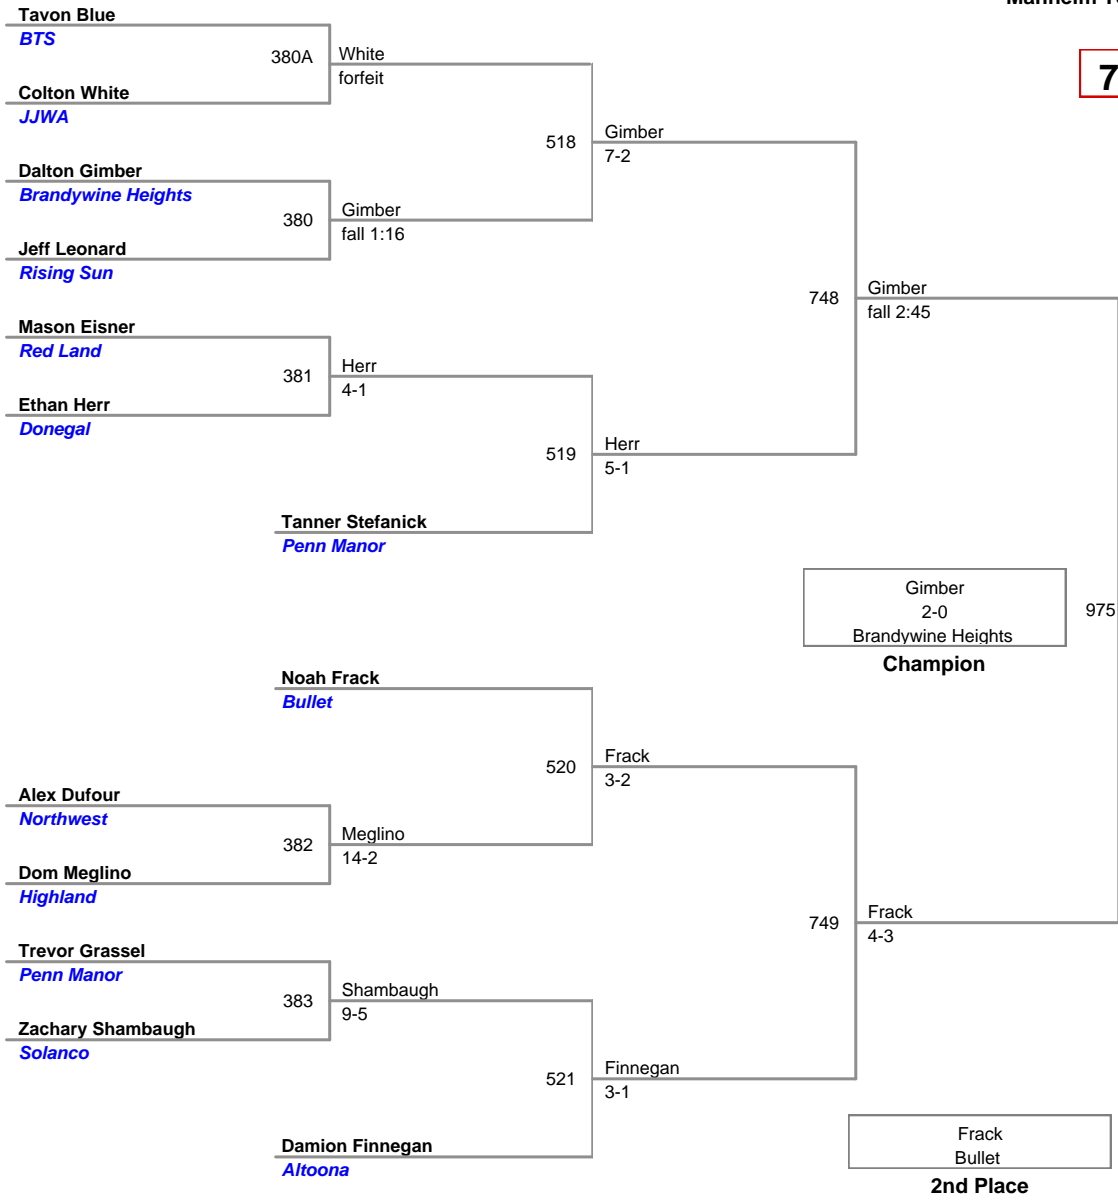 Tavon Blue
BTS
380A
White
forfeit
Colton White
JJWA
7
518
Gimber
7-2
Dalton Gimber
Brandywine Heights
380
Gimber
fall 1:16
Jeff Leonard
Rising Sun
748
Gimber
fall 2:45
Mason Eisner
Red Land
381
Herr
4-1
Ethan Herr
Donegal
519
Herr
5-1
Tanner Stefanick
Penn Manor
Gimber
2-0
Brandywine Heights
975
Champion
Noah Frack
Bullet
520
Frack
3-2
Alex Dufour
Northwest
382
Meglino
14-2
Dom Meglino
Highland
749
Frack
4-3
Trevor Grassel
Penn Manor
383
Shambaugh
9-5
Zachary Shambaugh
Solanco
521
Finnegan
3-1
Damion Finnegan
Altoona
Frack
Bullet
2nd Place